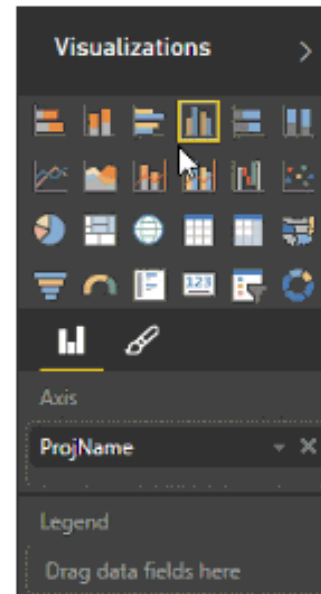 Visualizations
123
Axis
ProjName
Legend
Drag data fields here